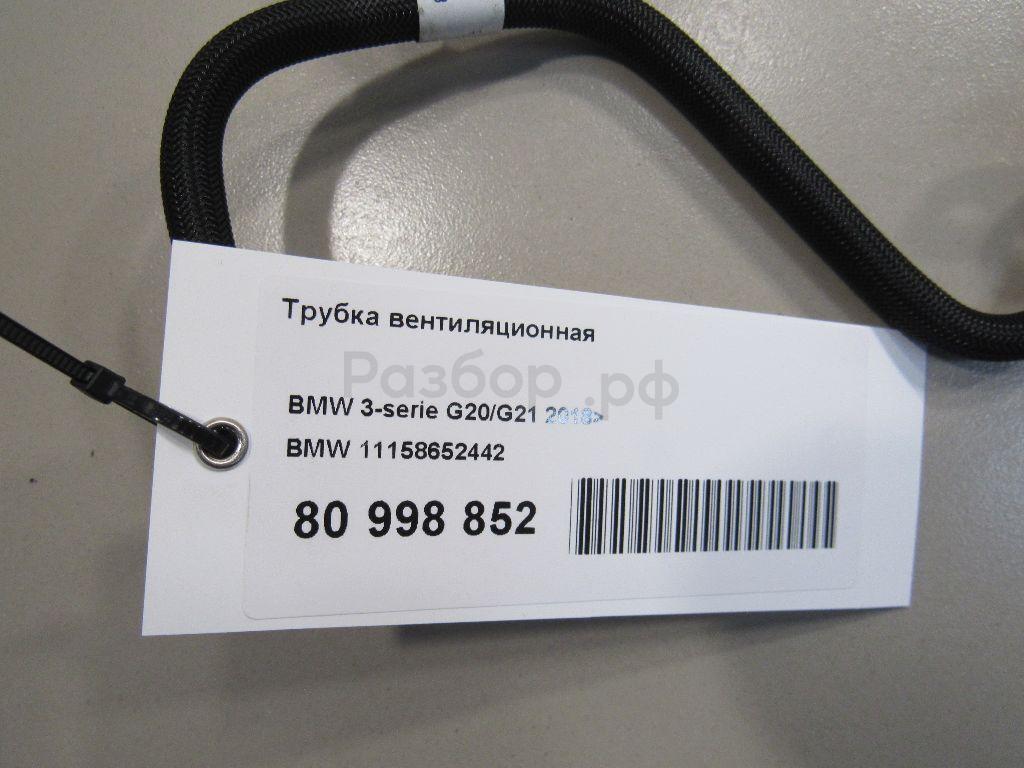 Трубка вентиляционная
Разбор.рф
BMW 3-serie G20/G21 2018>
BMW 11158652442
80 998 852